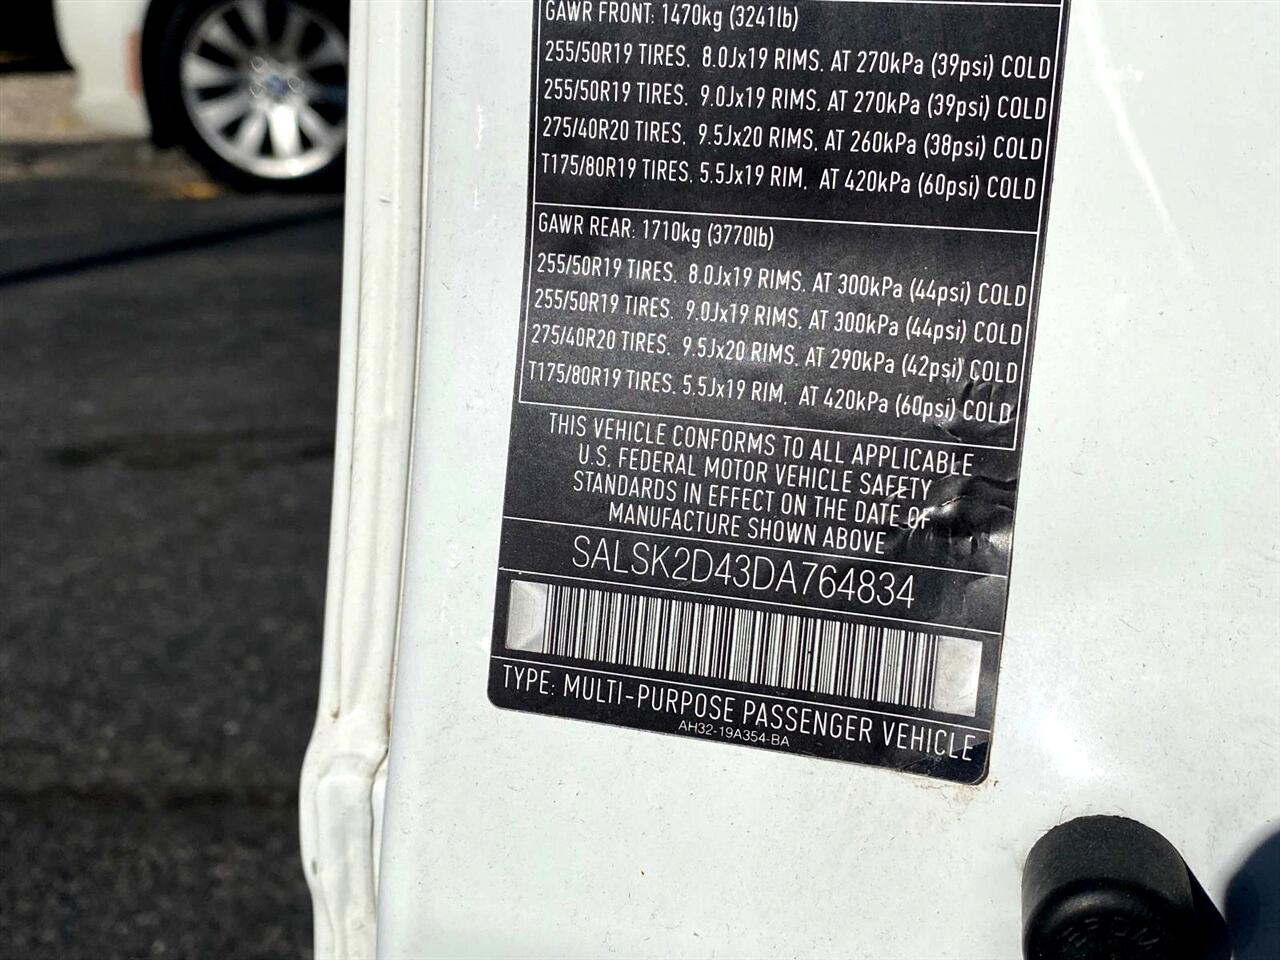 GAWR FRONT: 1470kg (3241lb)
255/50R19 TIRES, 8.0Jx19 RIMS, AT 270kPa (39psi) COLD
255/50R19 TIRES, 9.0Jx19 RIMS, AT 270kPa (39psi) COLD
275/40R20 TIRES, 9.5Jx20 RIMS, AT 260kPa (38psi) COLD
T175/80R19 TIRES, 5.5Jx19 RIM, AT 420kPa (60psi) COLD
GAWR REAR: 1710kg (3770lb)
255/50R19 TIRES, 8.0Jx19 RIMS, AT 300kPa (44psi) COLD
255/50R19 TIRES, 9.0Jx19 RIMS, AT 300kPa (44psi) COLD
275/40R20 TIRES, 9.5Jx20 RIMS, AT 290kPa (42psi) COLD
T175/80R19 TIRES, 5.5Jx19 RIM, AT 420kPa (60psi) COLD
THIS VEHICLE CONFORMS TO ALL APPLICABLE
U.S. FEDERAL MOTOR VEHICLE SAFETY
STANDARDS IN EFFECT ON THE DATE OF
MANUFACTURE SHOWN ABOVE
SALSK2D43DA764834
TYPE: MULTI-PURPOSE PASSENGER VEHICLE
AH32-19A354-BA